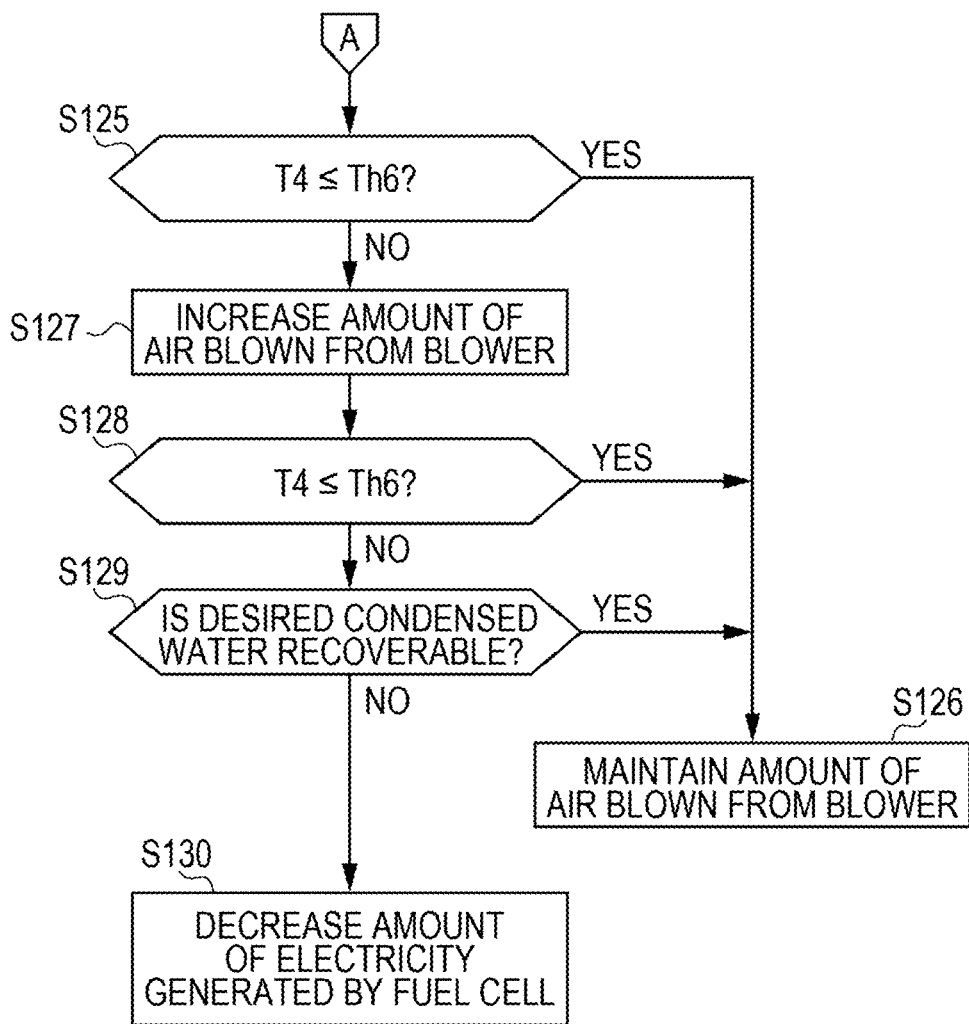 A
S125
T4 ≤ Th6?
YES
NO
S127
INCREASE AMOUNT OF
AIR BLOWN FROM BLOWER
S128
T4 ≤ Th6?
YES
NO
S129
IS DESIRED CONDENSED
WATER RECOVERABLE?
YES
NO
S126
MAINTAIN AMOUNT OF
AIR BLOWN FROM BLOWER
S130
DECREASE AMOUNT
OF ELECTRICITY
GENERATED BY FUEL CELL